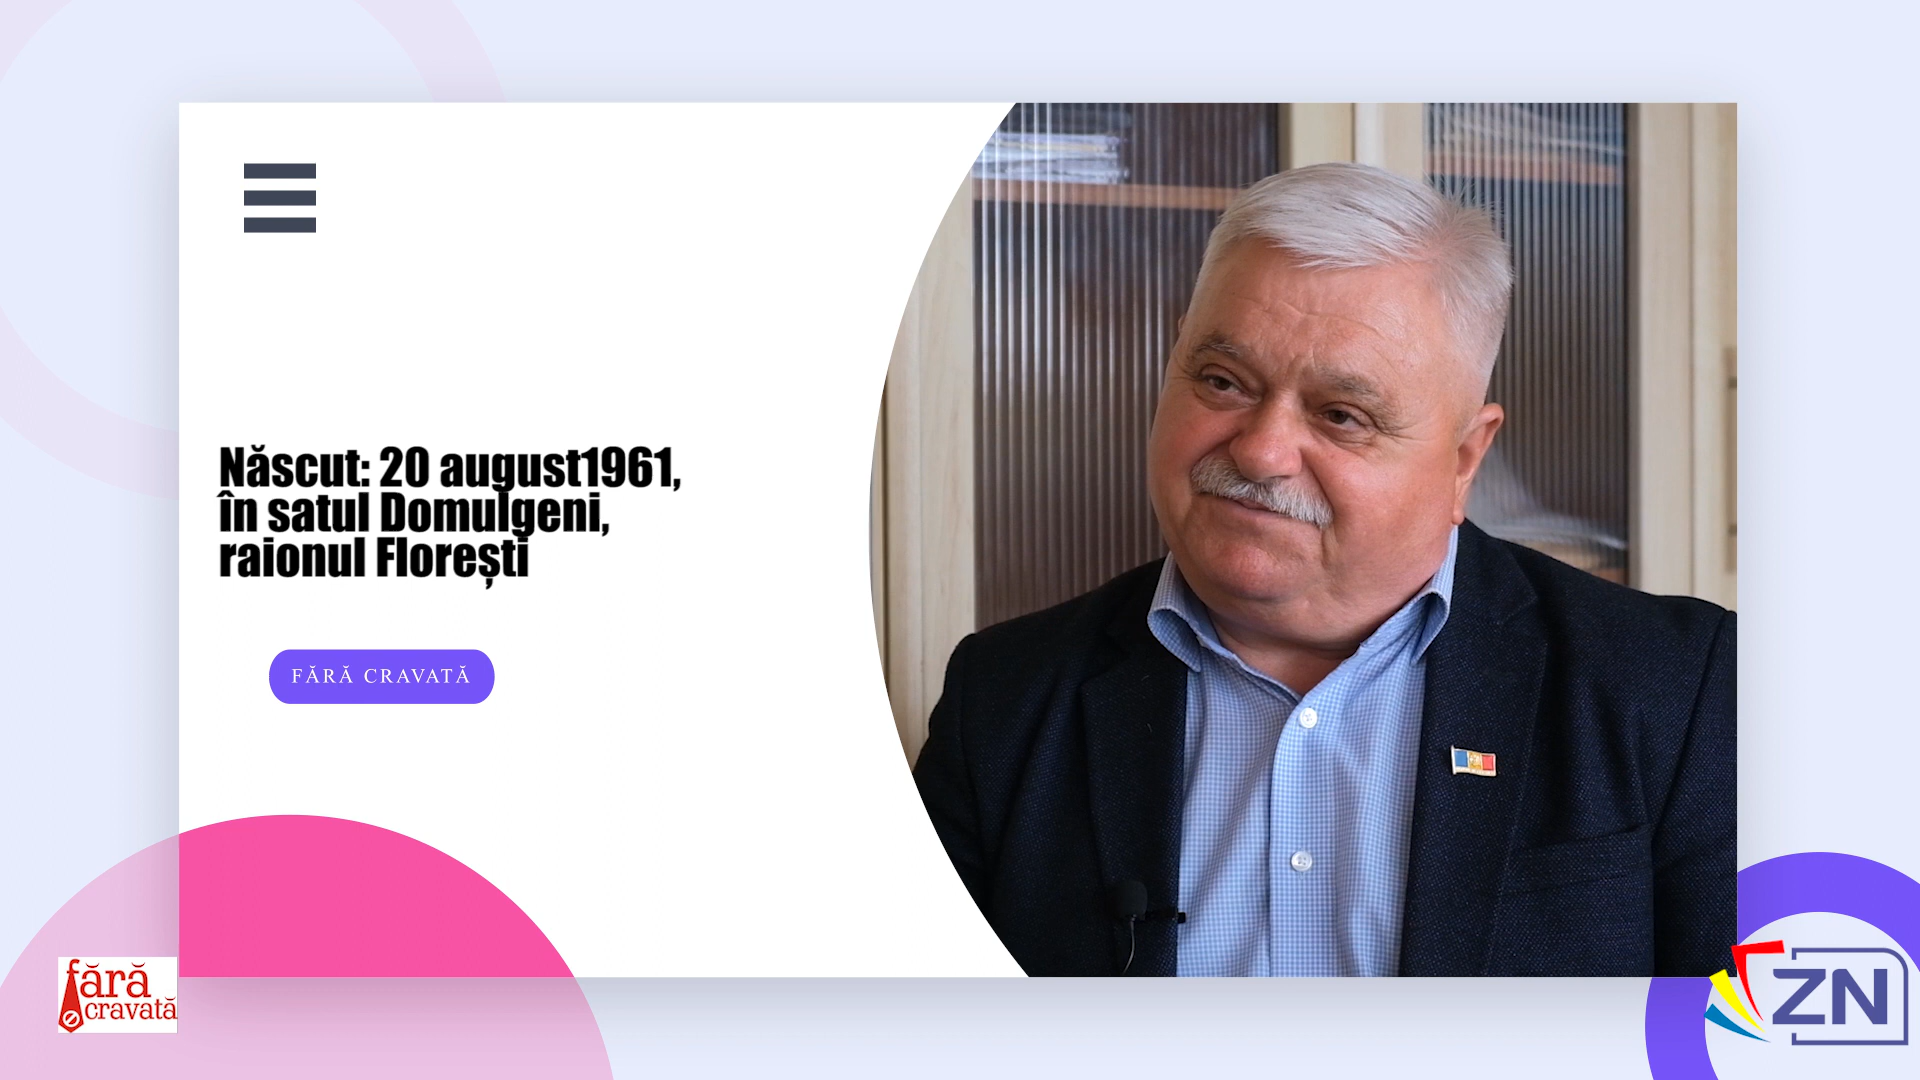 Născut: 20 august1961,
în satul Domulgeni,
raionul Florești
FĂRĂ CRAVATĂ
fără
cravată
ZN